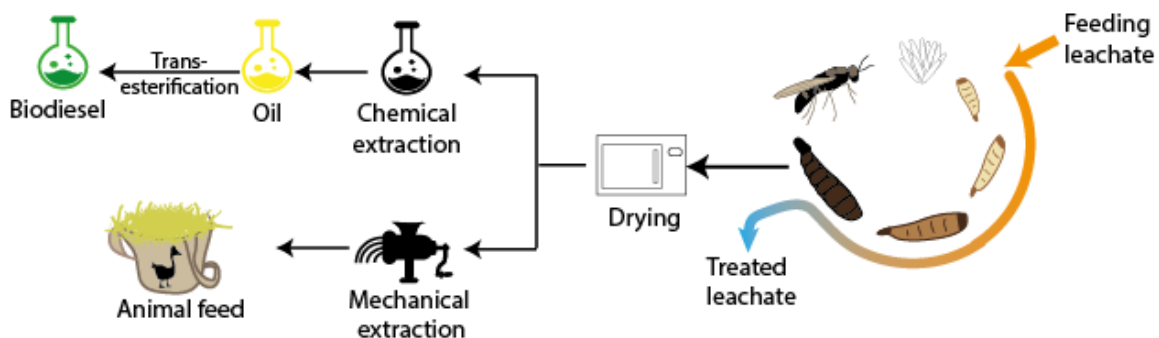 Feeding
leachate
Trans-
esterification
Biodiesel
Oil
Chemical
extraction
Drying
Treated
leachate
Animal feed
Mechanical
extraction